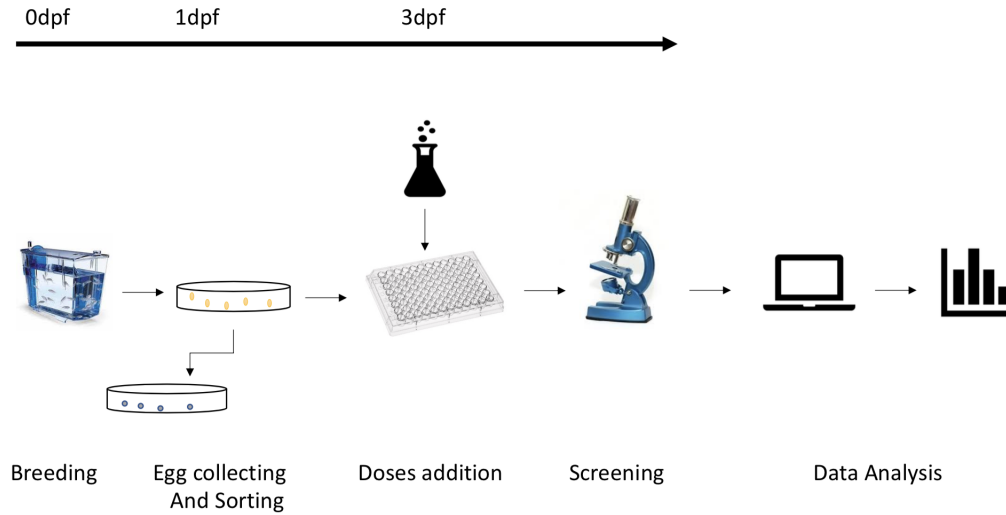 0dpf
1dpf
3dpf
Breeding
Egg collecting
And Sorting
Doses addition
Screening
Data Analysis